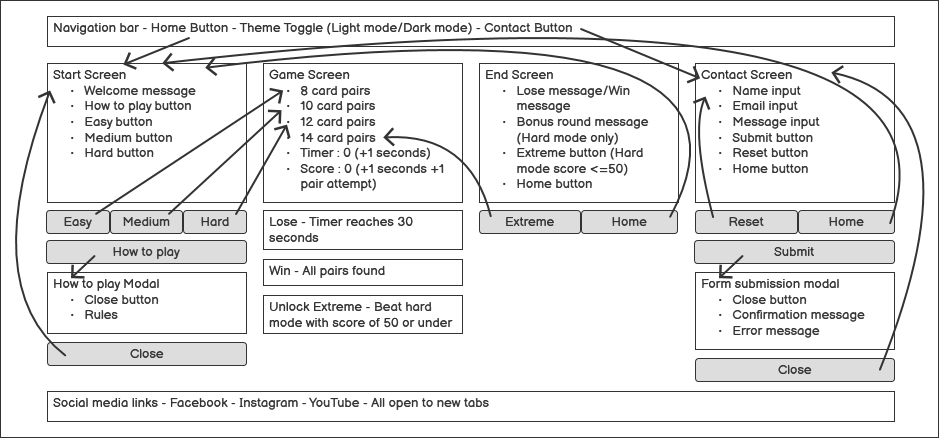 Navigation bar - Home Button - Theme Toggle (Light mode/Dark mode) - Contact Button
Start Screen
· Welcome message
· How to play button
· Easy button
· Medium button
· Hard button
Easy
Medium
Hard
How to play
How to play Modal
· Close button
· Rules
Close
Game Screen
· 8 card pairs
· 10 card pairs
· 12 card pairs
· 14 card pairs
· Timer : 0 (+1 seconds)
· Score : 0 (+1 seconds +1
pair attempt)
Lose - Timer reaches 30
seconds
Win - All pairs found
Unlock Extreme - Beat hard
mode with score of 50 or under
End Screen
· Lose message/Win
message
· Bonus round message
(Hard mode only)
· Extreme button (Hard
mode score <=50)
· Home button
Extreme
Home
Contact Screen
· Name input
· Email input
· Message input
· Submit button
· Reset button
· Home button
Reset
Home
Submit
Form submission modal
· Close button
· Confirmation message
· Error message
Close
Social media links - Facebook - Instagram - YouTube - All open to new tabs